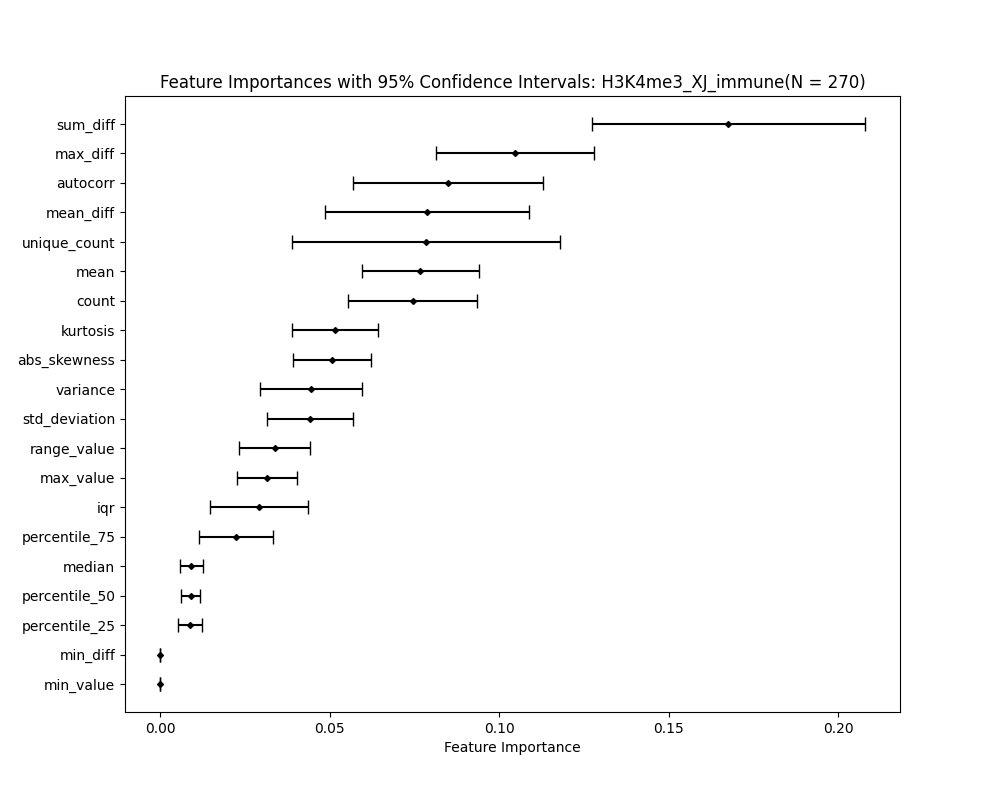 Feature Importances with 95% Confidence Intervals: H3K4me3_XJ_immune(N = 270)
sum_diff
max_diff
autocorr
mean_diff
unique_count
mean
count
kurtosis
abs_skewness
variance
std_deviation
range_value
max_value
iqr
percentile_75
median
percentile_50
percentile_25
min_diff
min_value
0.00 0.05 0.10 0.15 0.20
Feature Importance